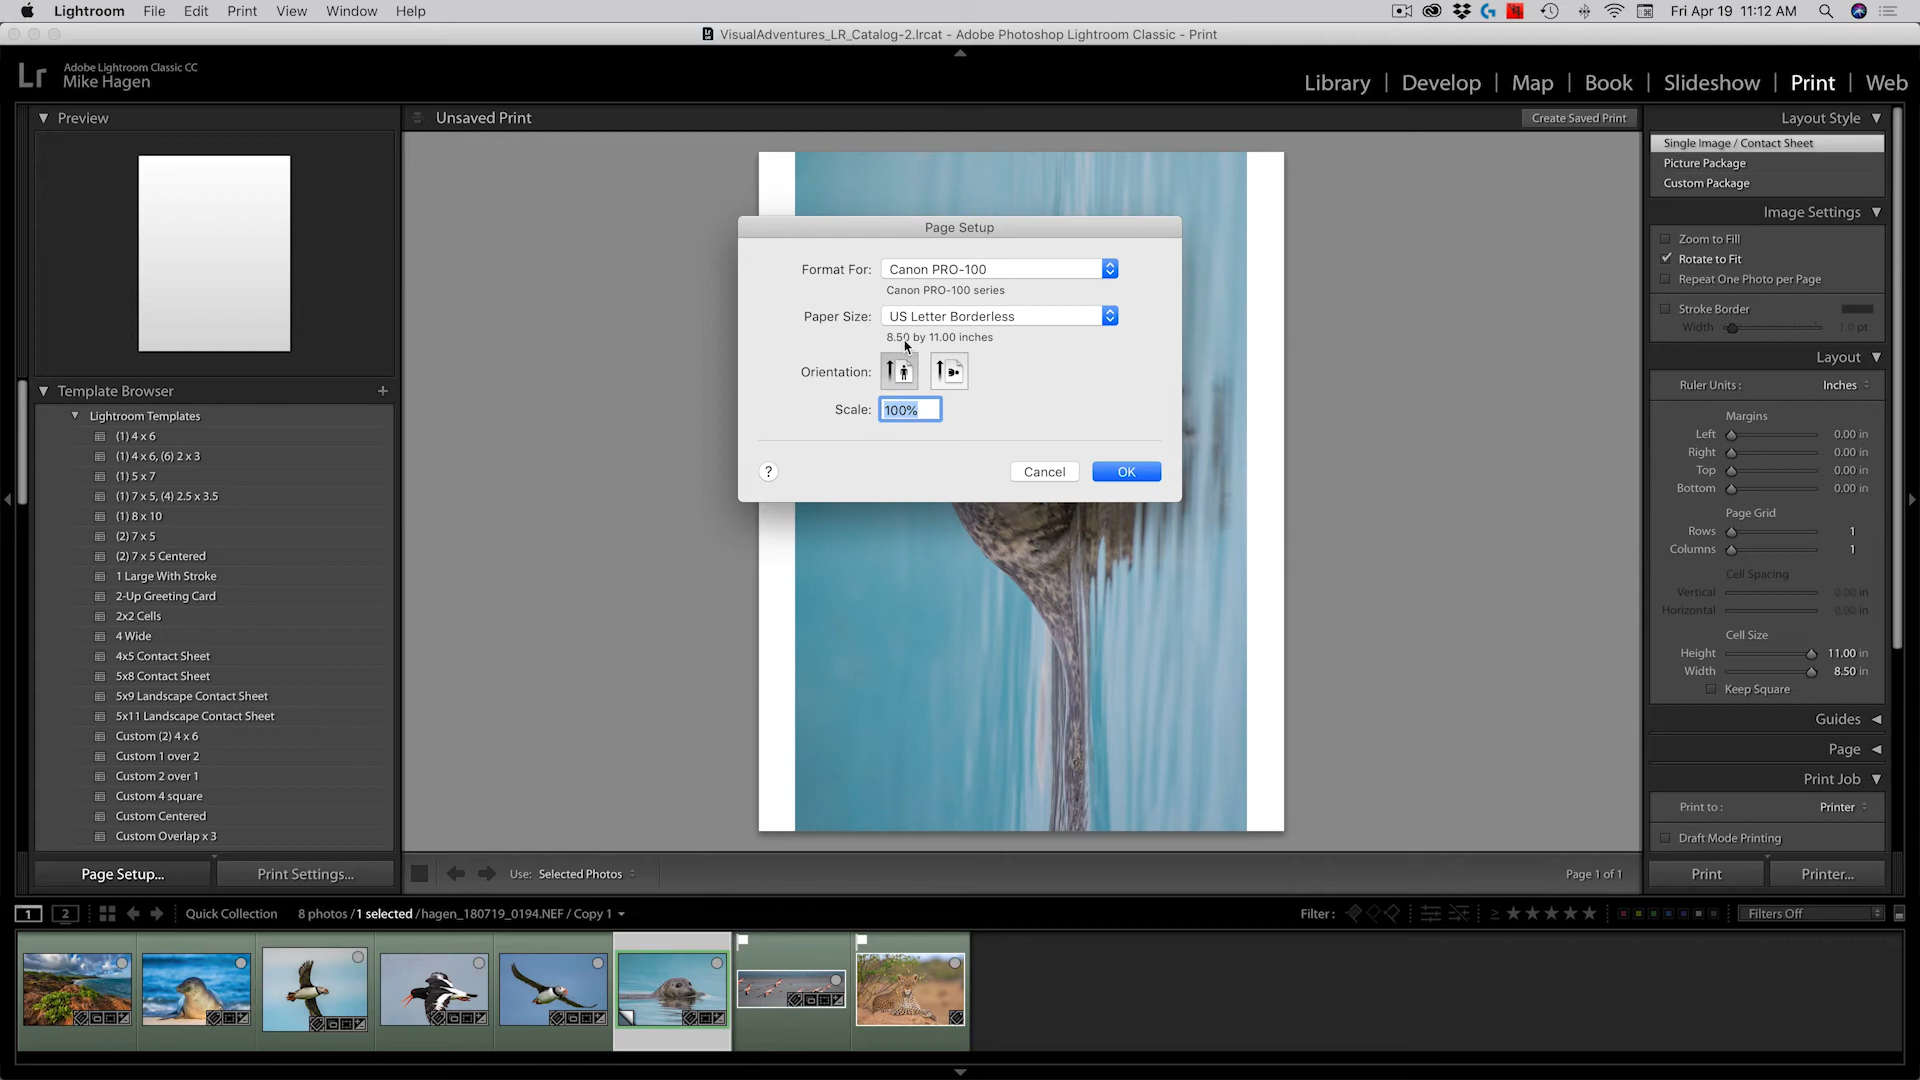 Lightroom File Edit Print View Window Help Fri Apr 19 11:12 AM
VisualAdventures_LR_Catalog-2.lrcat - Adobe Photoshop Lightroom Classic - Print
Lr
Adobe Lightroom Classic CC
Mike Hagen
Library | Develop | Map | Book | Slideshow | Print | Web
Preview
Unsaved Print
Create Saved Print
Layout Style
Single Image / Contact Sheet
Picture Package
Custom Package
Image Settings
Zoom to Fill
Rotate to Fit
Repeat One Photo per Page
Stroke Border
Width 1.0 pt
Layout
Ruler Units : Inches
Margins
Left 0.00 in
Right 0.00 in
Top 0.00 in
Bottom 0.00 in
Page Grid
Rows 1
Columns 1
Cell Spacing
Vertical 0.00 in
Horizontal 0.00 in
Cell Size
Height 11.00 in
Width 8.50 in
Keep Square
Guides
Page
Print Job
Print to : Printer
Draft Mode Printing
Print Printer...
Page Setup
Format For: Canon PRO-100
Canon PRO-100 series
Paper Size: US Letter Borderless
8.50 by 11.00 inches
Orientation:
Scale: 100%
? Cancel OK
Template Browser +
Lightroom Templates
(1) 4 x 6
(1) 4 x 6, (6) 2 x 3
(1) 5 x 7
(1) 7 x 5, (4) 2.5 x 3.5
(1) 8 x 10
(2) 7 x 5
(2) 7 x 5 Centered
1 Large With Stroke
2-Up Greeting Card
2x2 Cells
4 Wide
4x5 Contact Sheet
5x8 Contact Sheet
5x9 Landscape Contact Sheet
5x11 Landscape Contact Sheet
Custom (2) 4 x 6
Custom 1 over 2
Custom 2 over 1
Custom 4 square
Custom Centered
Custom Overlap x 3
Page Setup... Print Settings...
Use: Selected Photos Page 1 of 1
1 2 Quick Collection 8 photos / 1 selected / hagen_180719_0194.NEF / Copy 1 Filter : ≥ ★★★★★ Filters Off